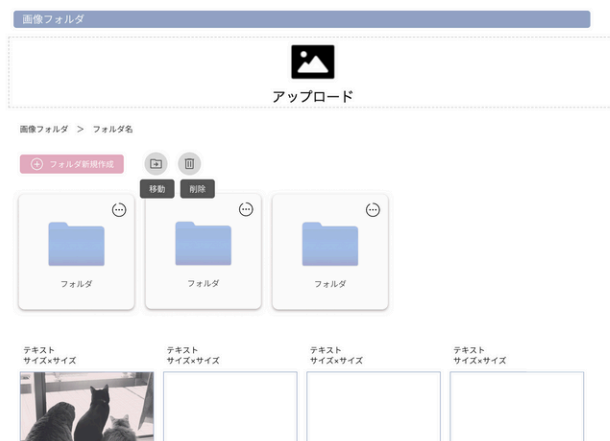 画像フォルダ
アップロード
画像フォルダ ＞ フォルダ名
フォルダ新規作成
移動 削除
フォルダ フォルダ フォルダ
テキスト テキスト テキスト テキスト
サイズ×サイズ サイズ×サイズ サイズ×サイズ サイズ×サイズ